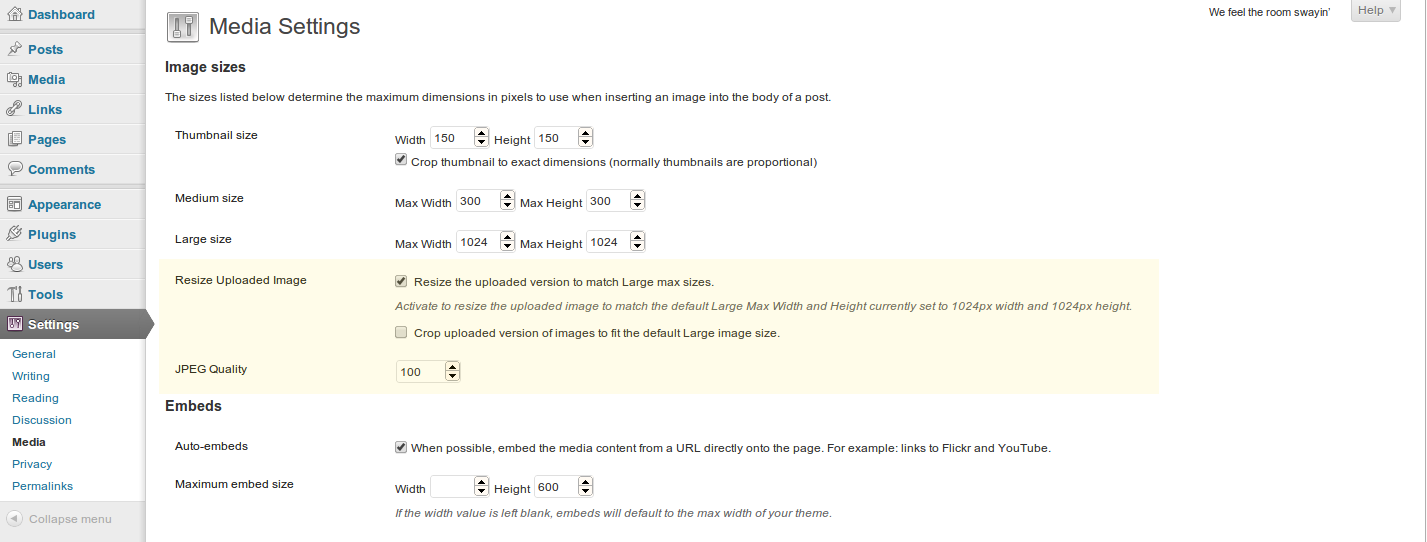 Dashboard
Posts
Media
Links
Pages
Comments
Appearance
Plugins
Users
Tools
Settings
General
Writing
Reading
Discussion
Media
Privacy
Permalinks
Collapse menu
We feel the room swayin'
Help
Media Settings
Image sizes
The sizes listed below determine the maximum dimensions in pixels to use when inserting an image into the body of a post.
Thumbnail size
Width 150 Height 150
Crop thumbnail to exact dimensions (normally thumbnails are proportional)
Medium size
Max Width 300 Max Height 300
Large size
Max Width 1024 Max Height 1024
Resize Uploaded Image
Resize the uploaded version to match Large max sizes.
Activate to resize the uploaded image to match the default Large Max Width and Height currently set to 1024px width and 1024px height.
Crop uploaded version of images to fit the default Large image size.
JPEG Quality
100
Embeds
Auto-embeds
When possible, embed the media content from a URL directly onto the page. For example: links to Flickr and YouTube.
Maximum embed size
Width Height 600
If the width value is left blank, embeds will default to the max width of your theme.